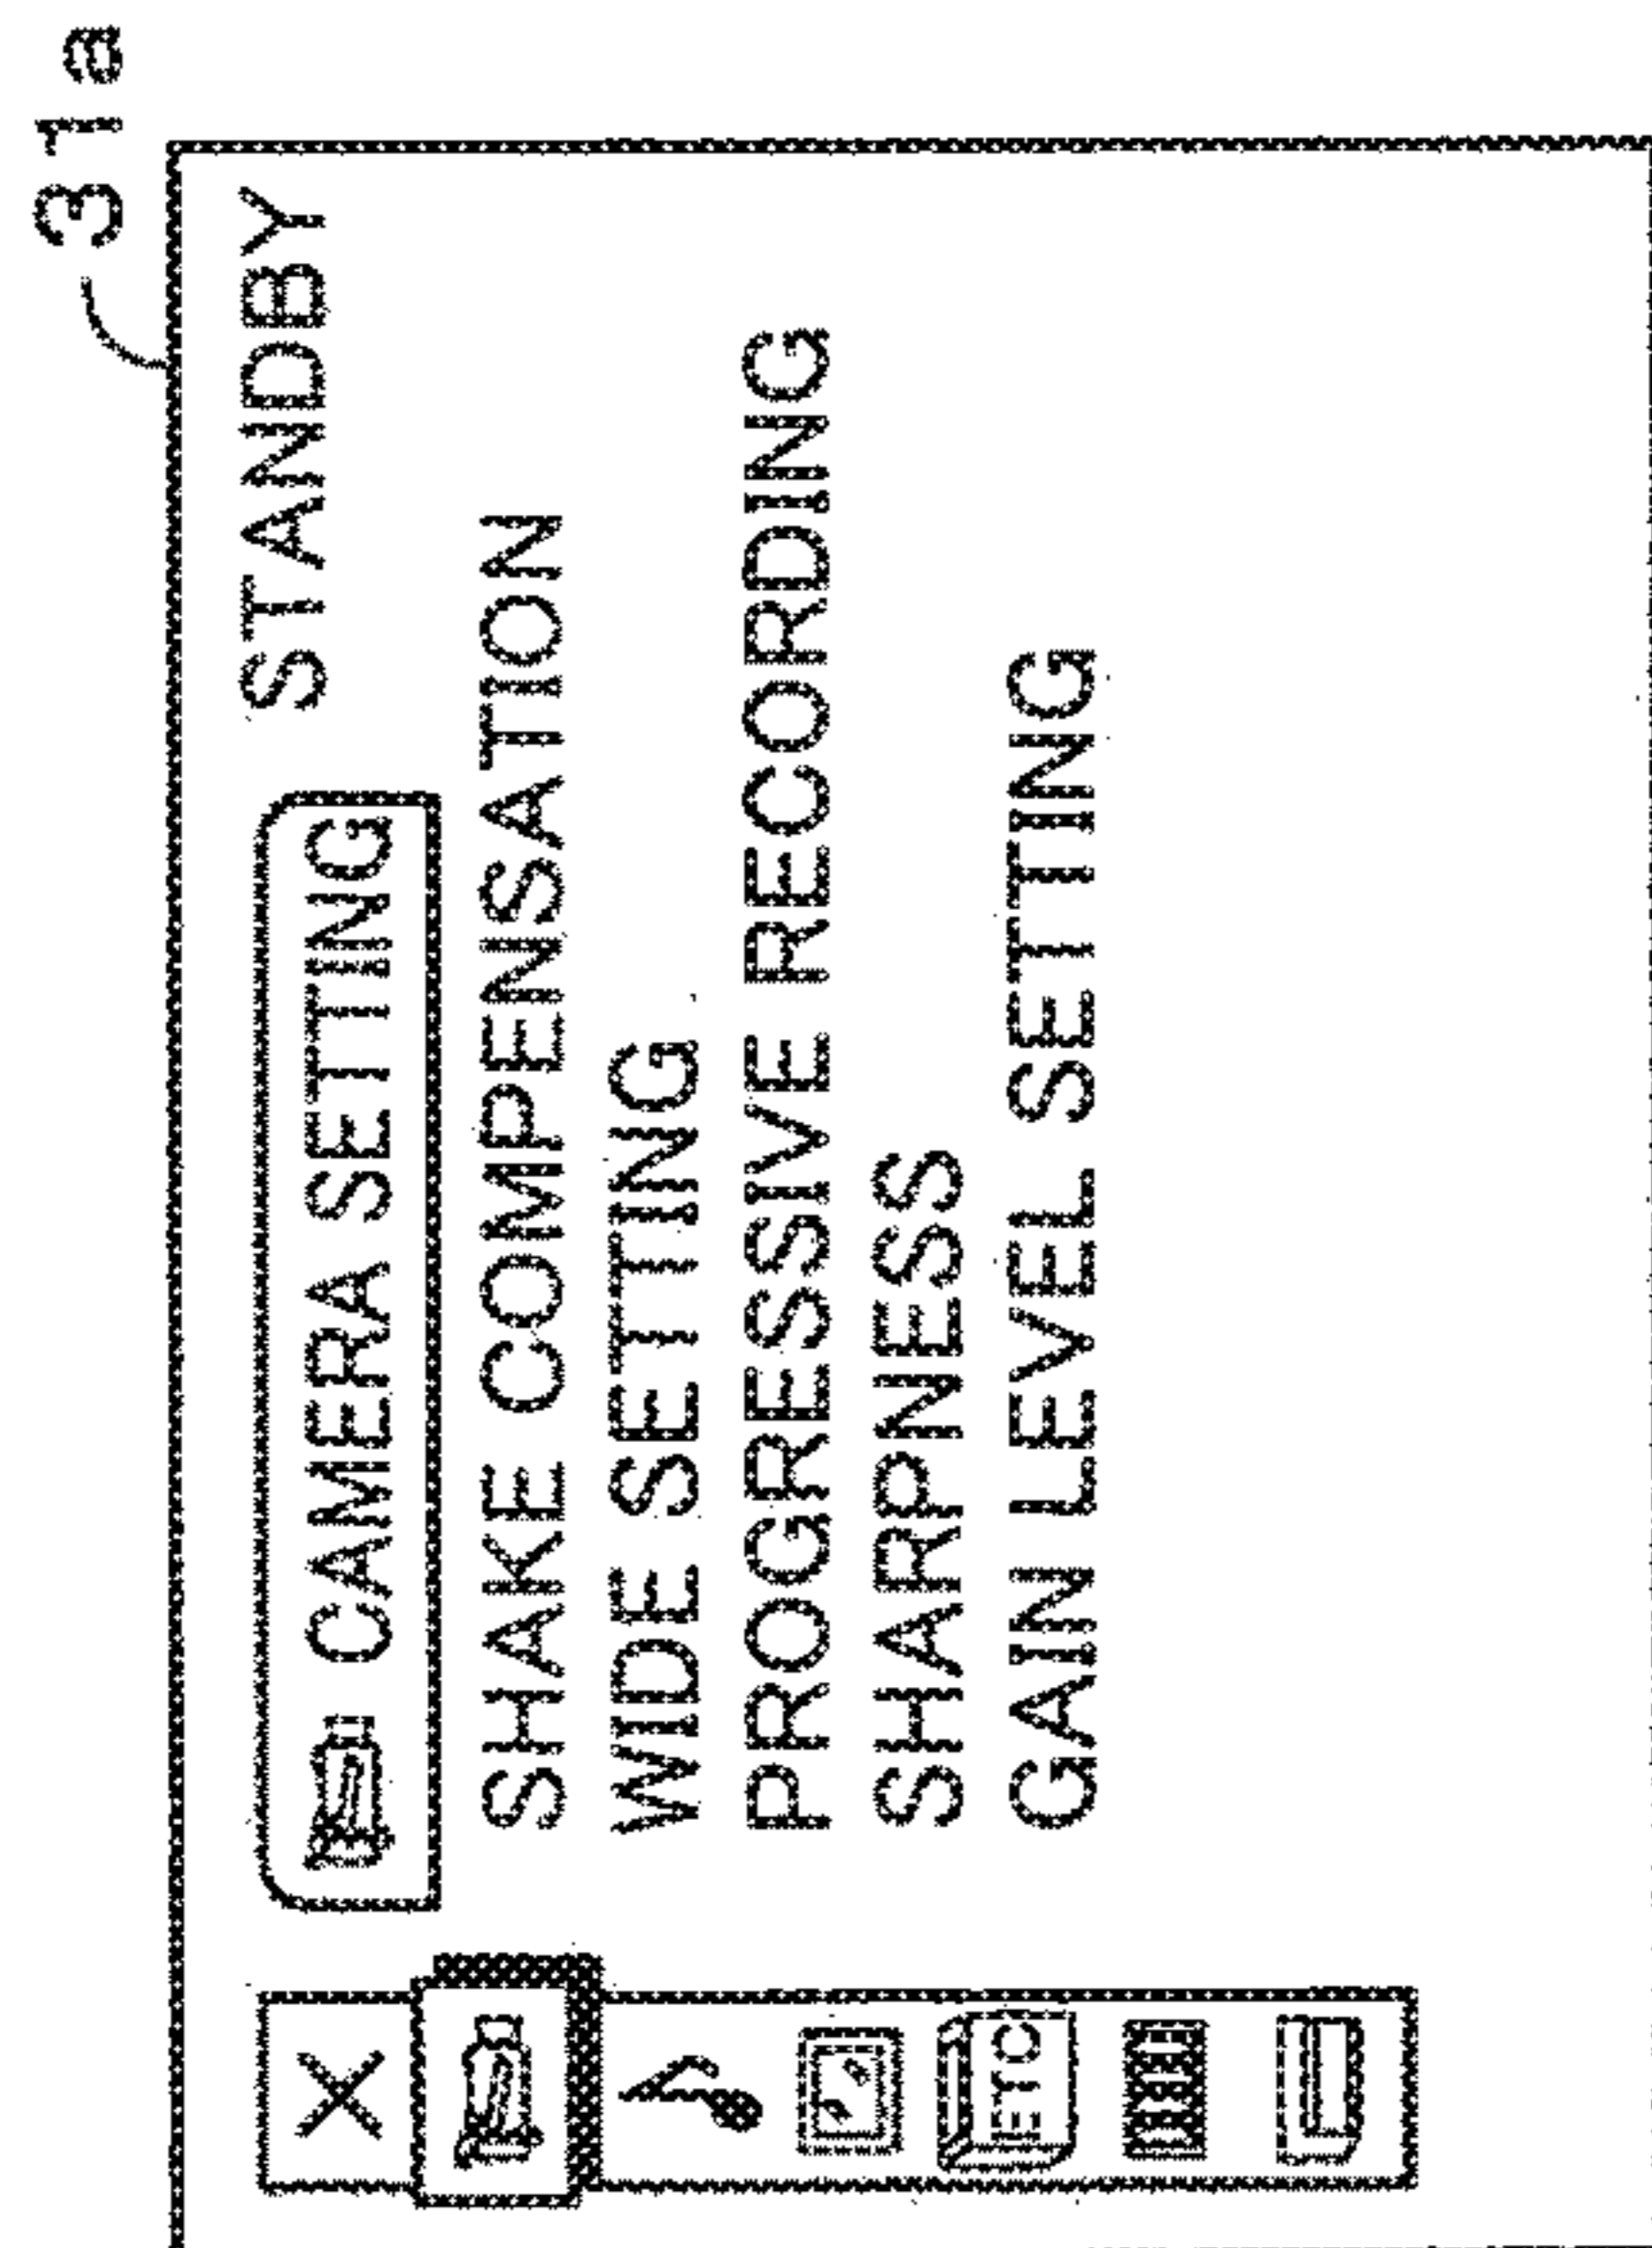 31a
CAMERA SETTING STANDBY
SHAKE COMPENSATION
WIDE SETTING
PROGRESSIVE RECORDING
SHARPNESS
GAIN LEVEL SETTING
ETC